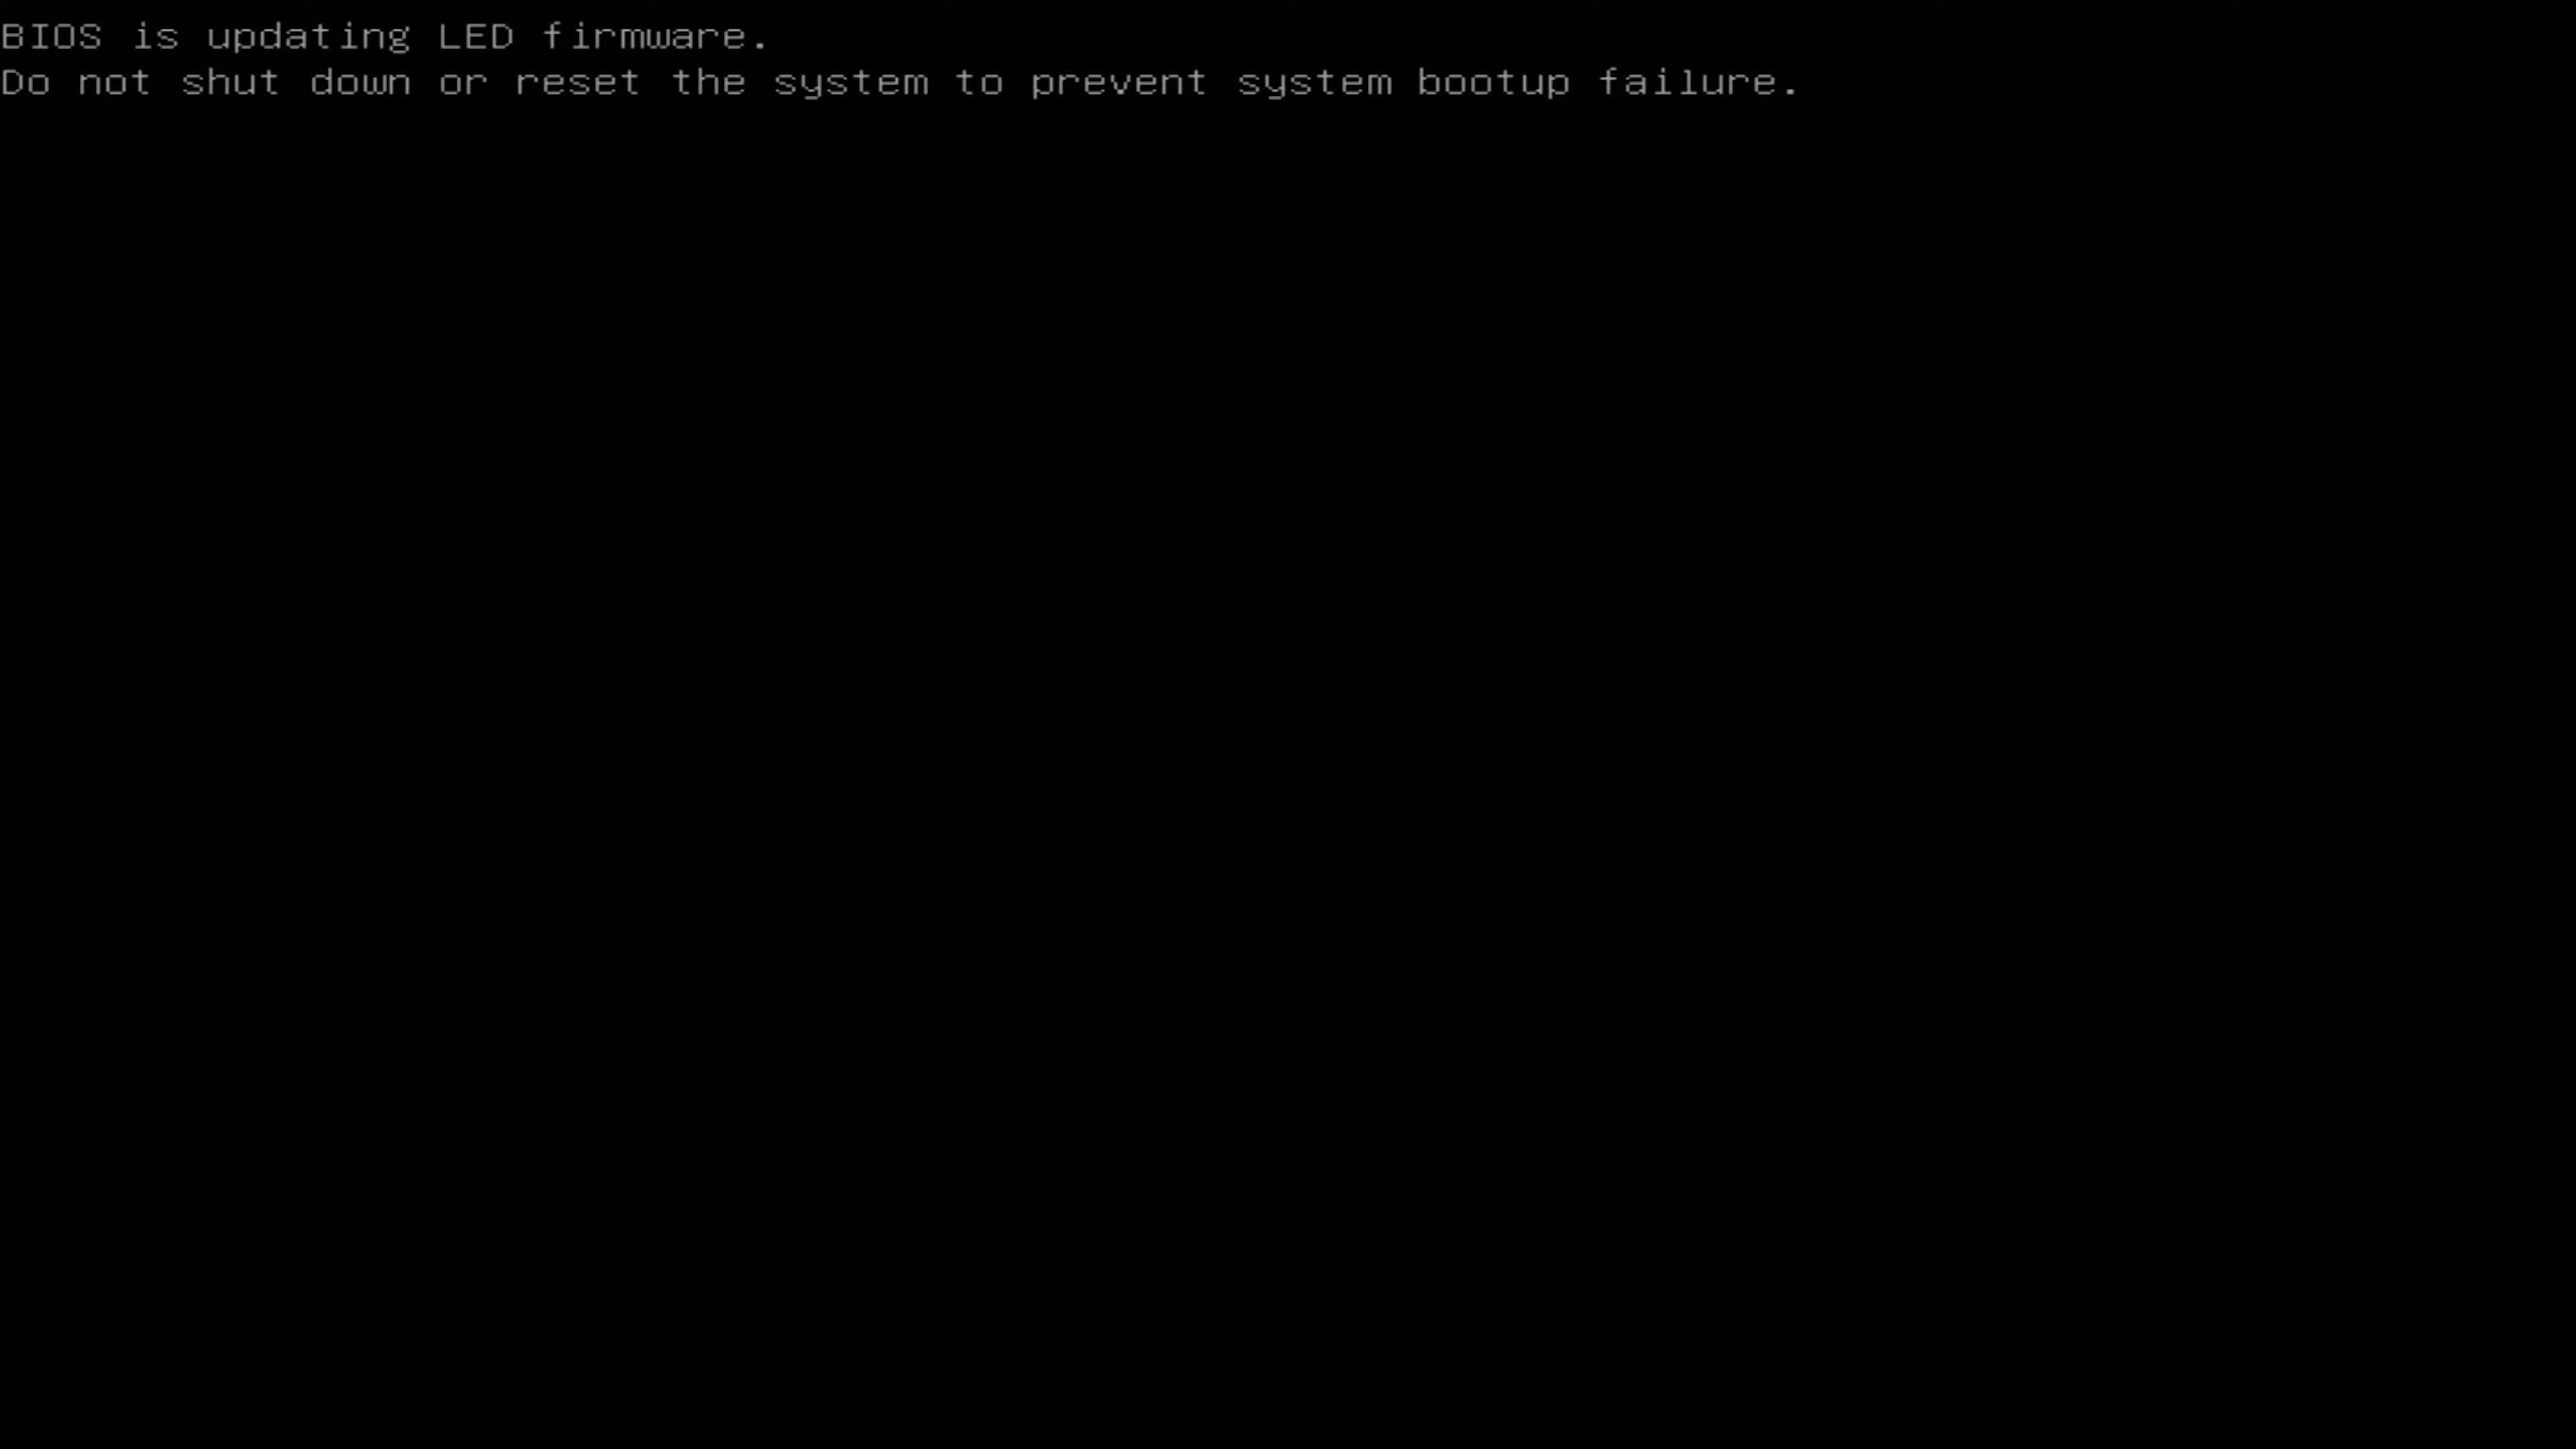 BIOS is updating LED firmware.
Do not shut down or reset the system to prevent system bootup failure.